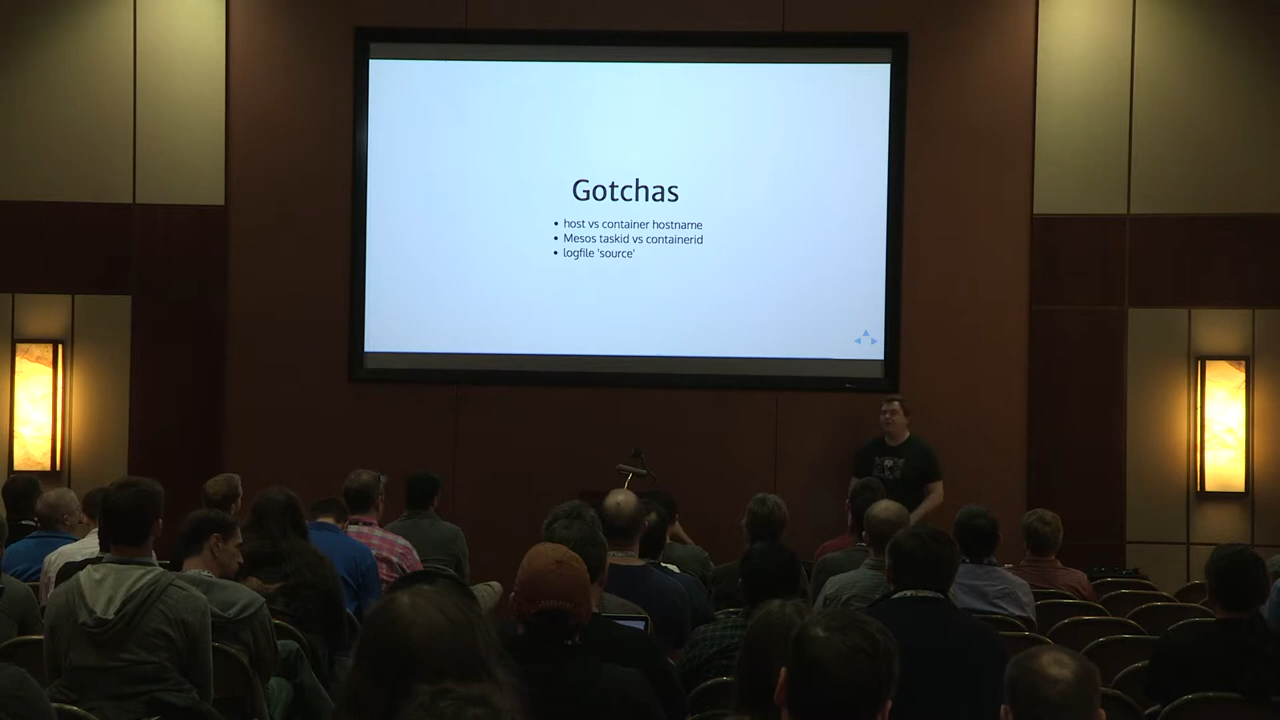 Gotchas
• host vs container hostname
• Mesos taskid vs containerid
• logfile 'source'